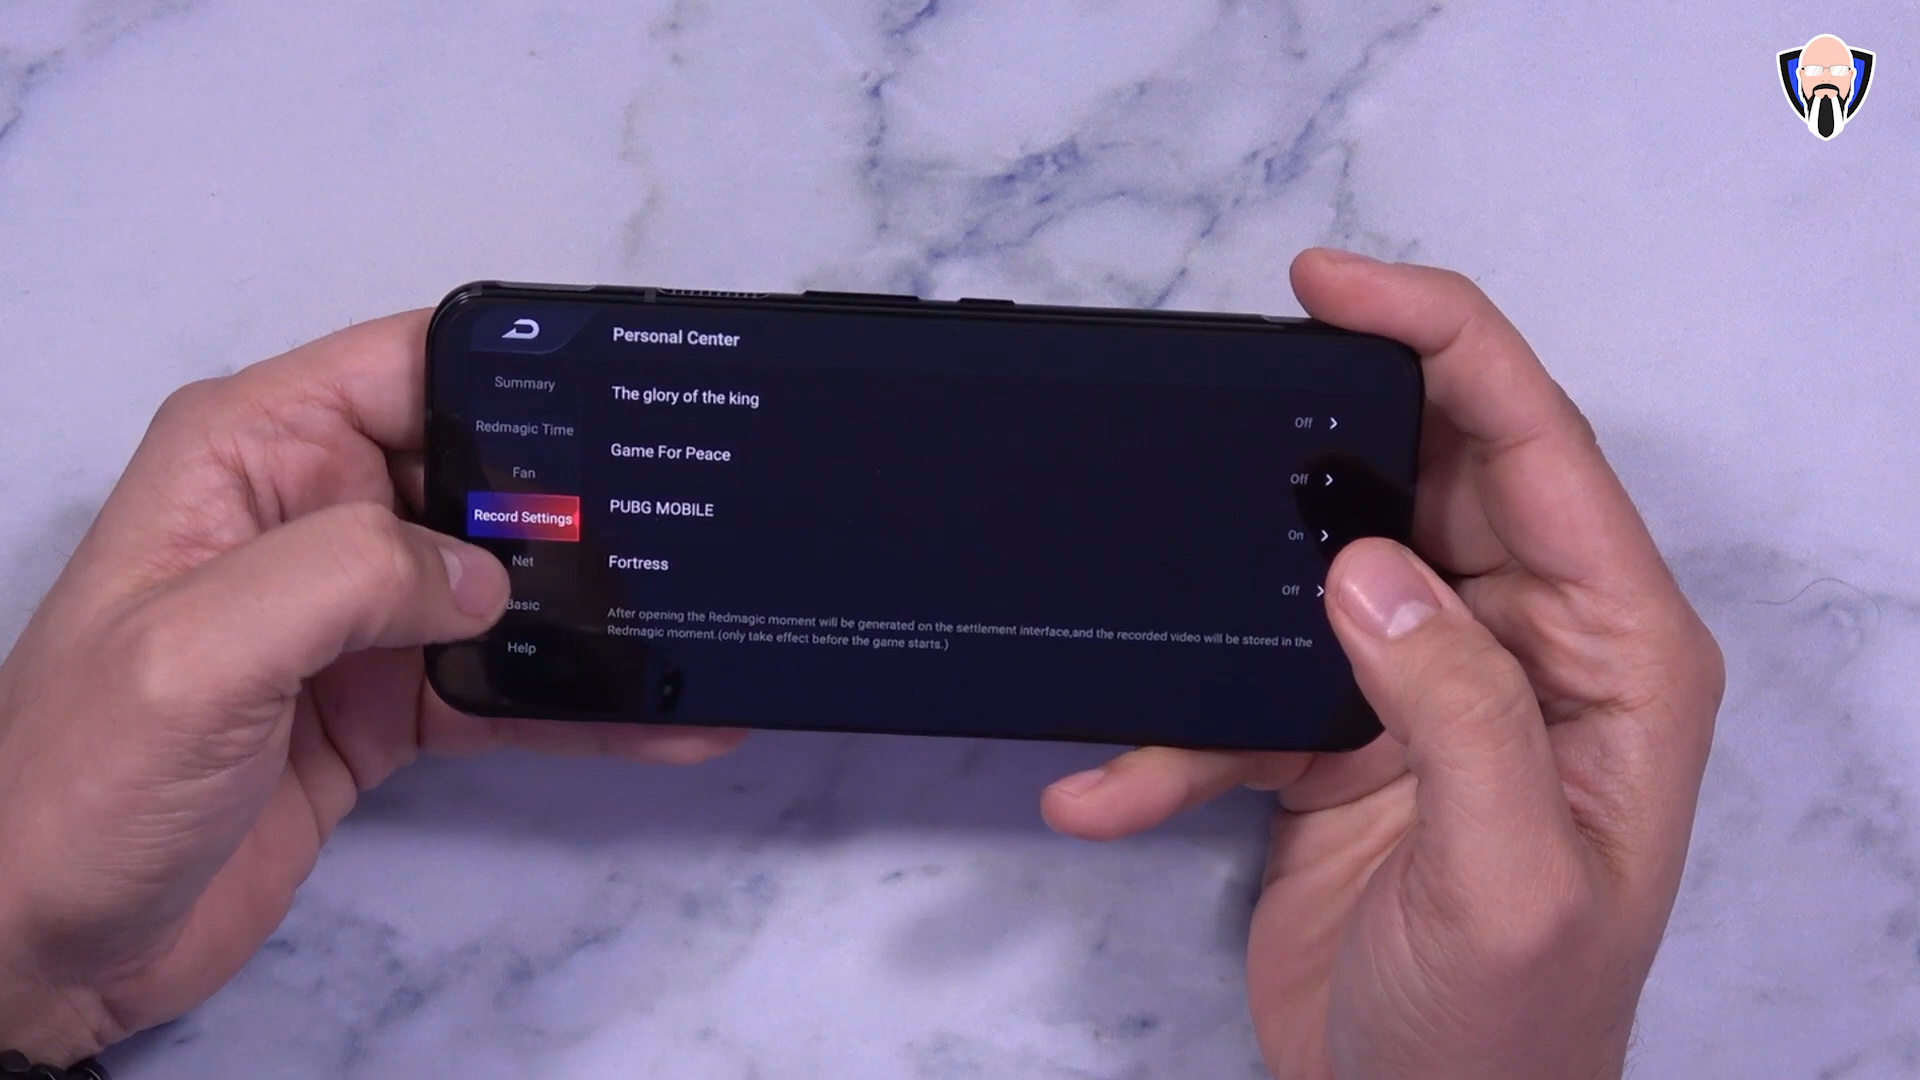 Personal Center
Summary
Redmagic Time
Fan
Record Settings
Net
Basic
Help
The glory of the king
Off
Game For Peace
Off
PUBG MOBILE
On
Fortress
Off
After opening the Redmagic moment will be generated on the settlement interface,and the recorded video will be stored in the
Redmagic moment.(only take effect before the game starts.)